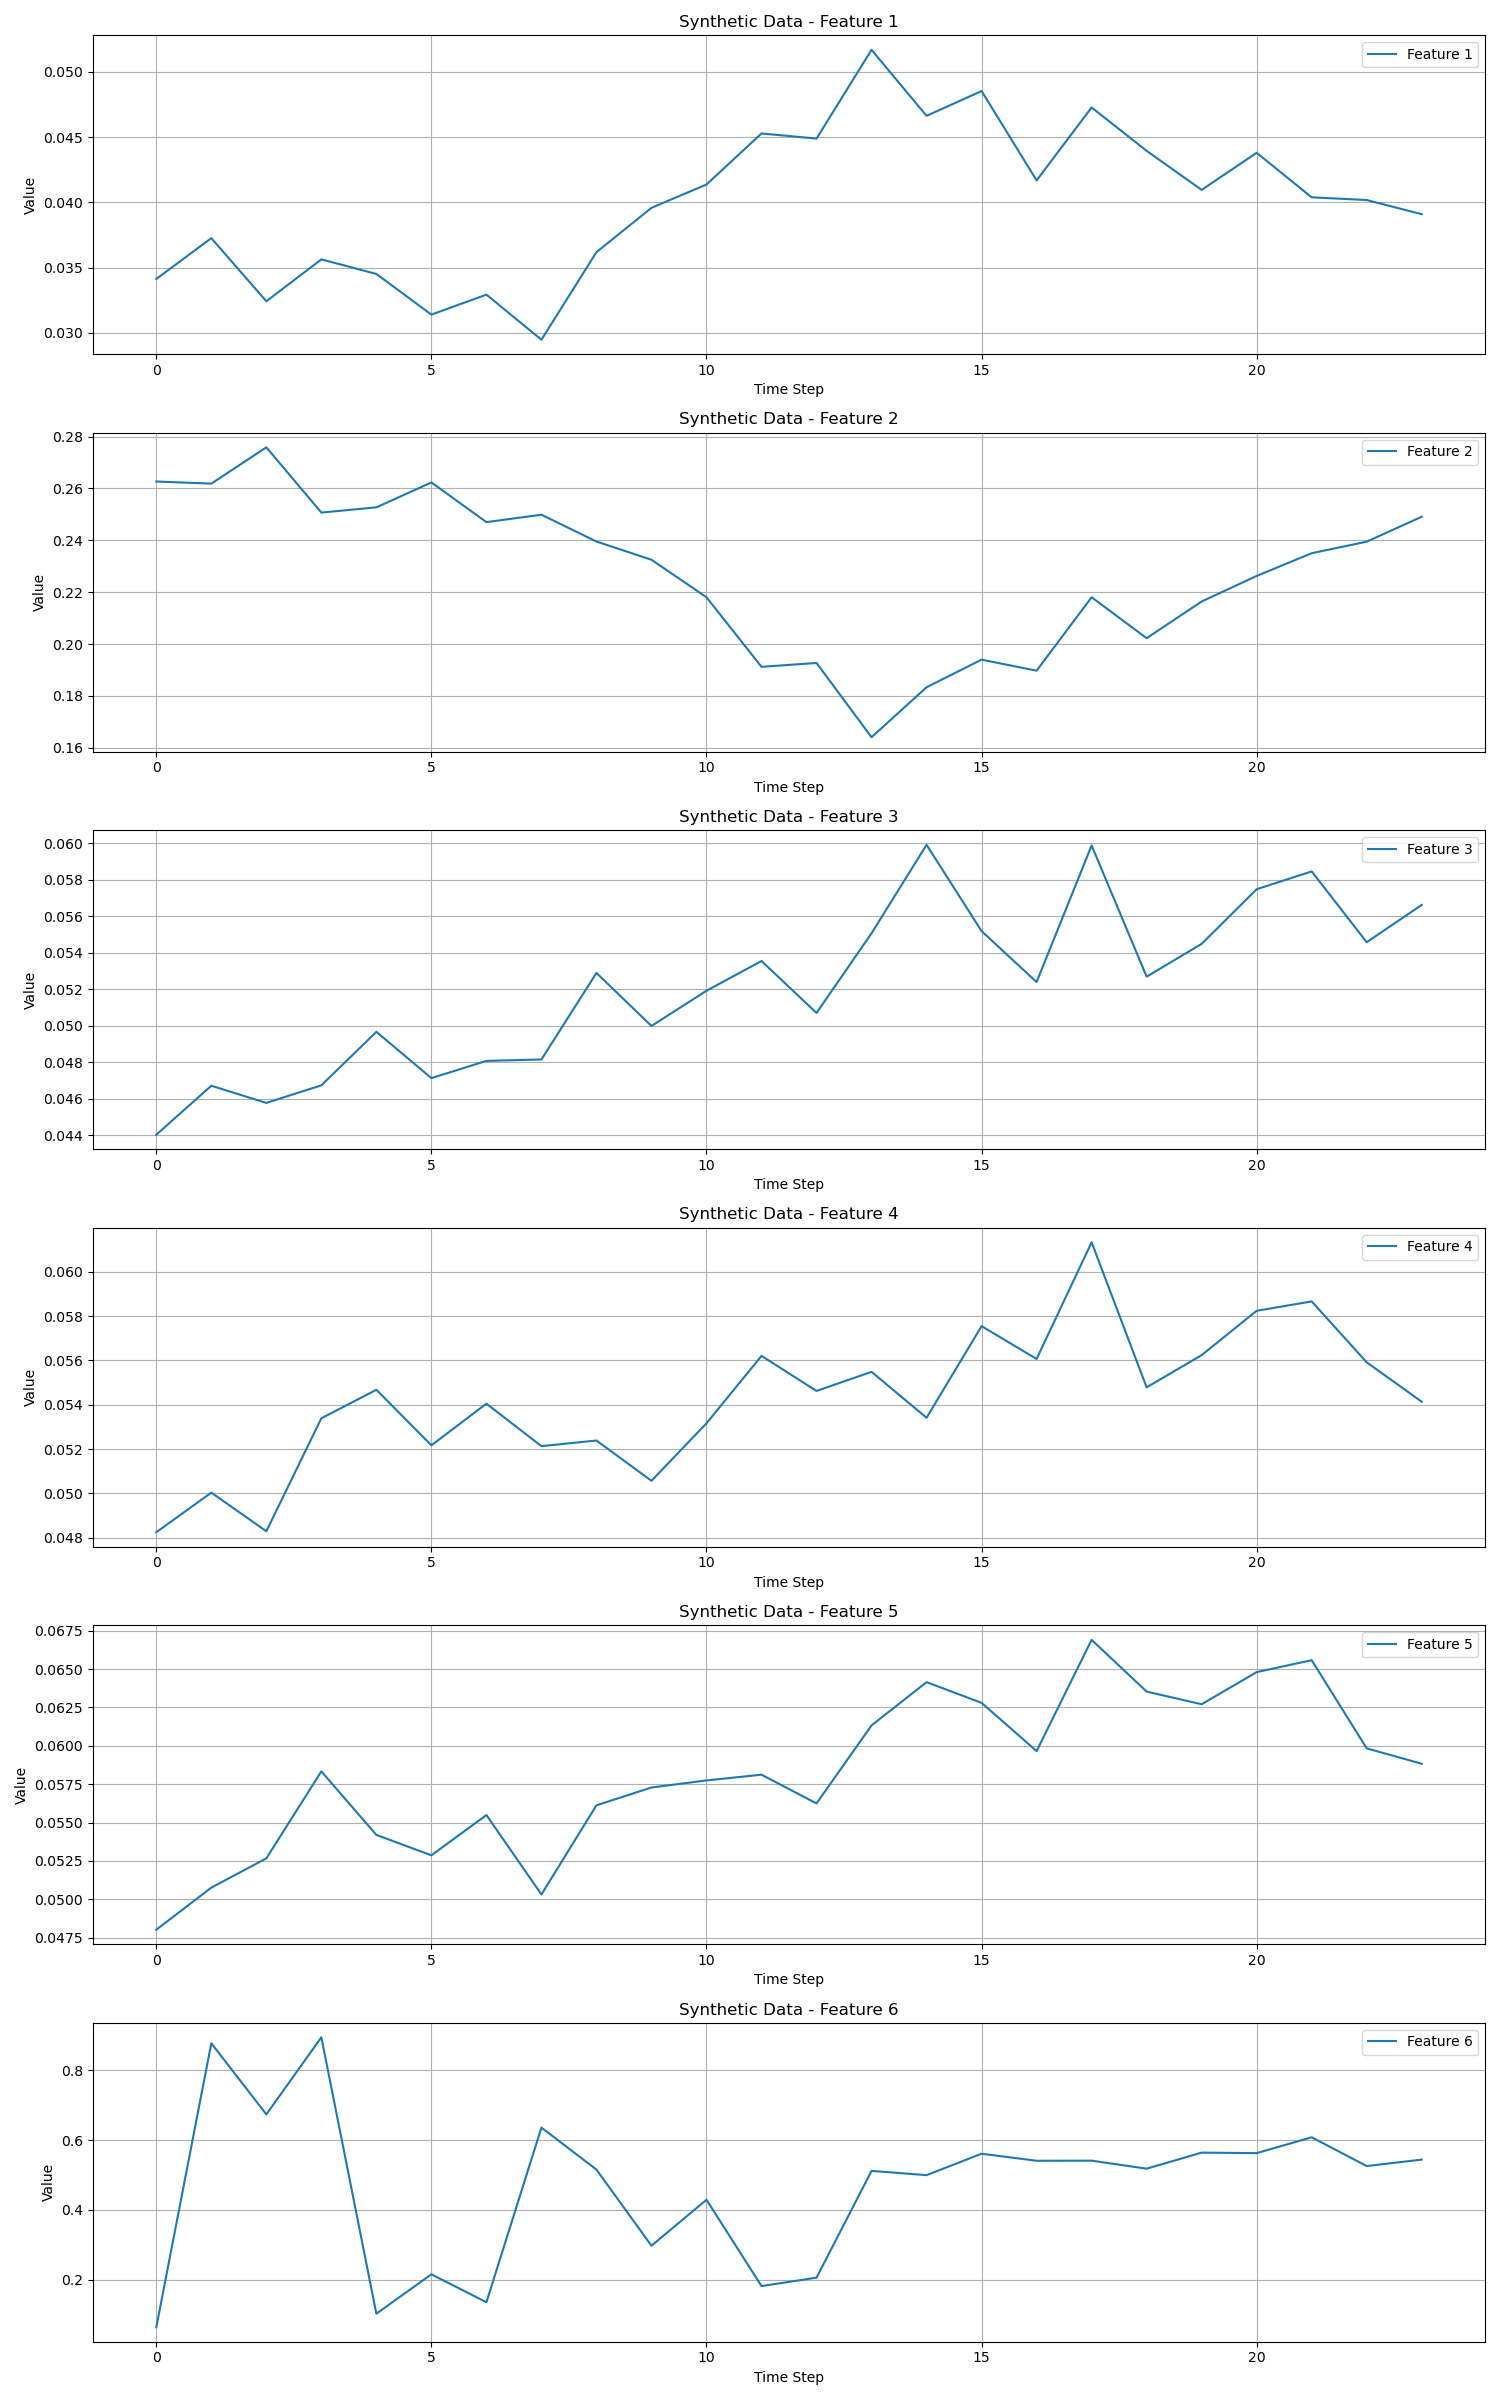 Synthetic Data - Feature 1
Feature 1
0.050
0.045
0.040
0.035
0.030
Value
0 5 10 15 20
Time Step
Synthetic Data - Feature 2
Feature 2
0.28
0.26
0.24
0.22
0.20
0.18
0.16
Value
0 5 10 15 20
Time Step
Synthetic Data - Feature 3
Feature 3
0.060
0.058
0.056
0.054
0.052
0.050
0.048
0.046
0.044
Value
0 5 10 15 20
Time Step
Synthetic Data - Feature 4
Feature 4
0.060
0.058
0.056
0.054
0.052
0.050
0.048
Value
0 5 10 15 20
Time Step
Synthetic Data - Feature 5
Feature 5
0.0675
0.0650
0.0625
0.0600
0.0575
0.0550
0.0525
0.0500
0.0475
Value
0 5 10 15 20
Time Step
Synthetic Data - Feature 6
Feature 6
0.8
0.6
0.4
0.2
Value
0 5 10 15 20
Time Step